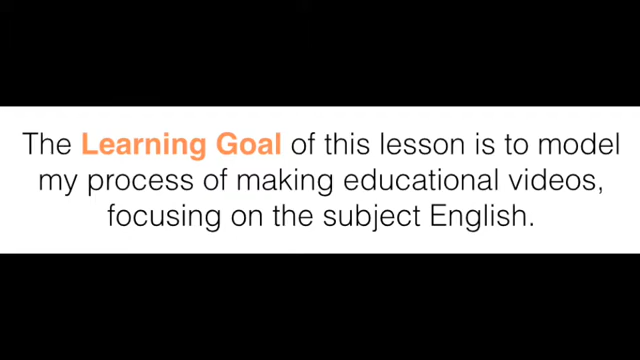 The Learning Goal of this lesson is to model
my process of making educational videos,
focusing on the subject English.